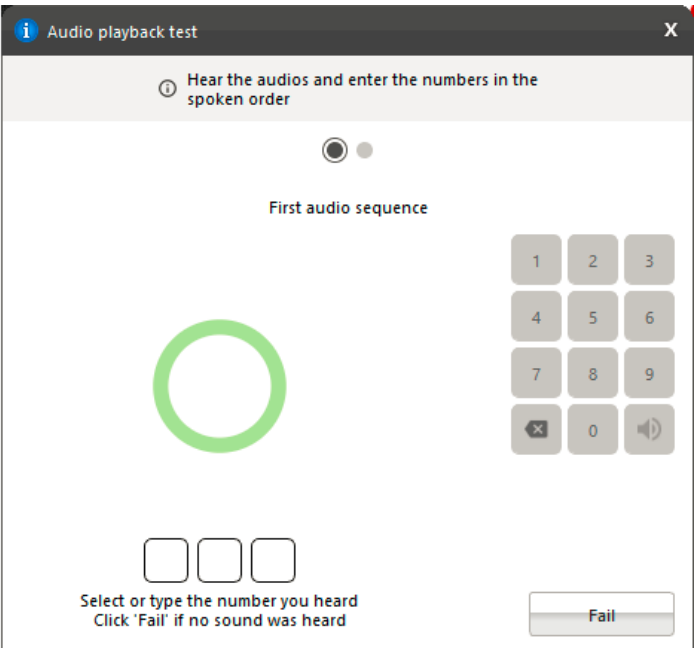 Audio playback test
X
Hear the audios and enter the numbers in the
spoken order
First audio sequence
1 2 3
4 5 6
7 8 9
0
Select or type the number you heard
Click 'Fail' if no sound was heard
Fail